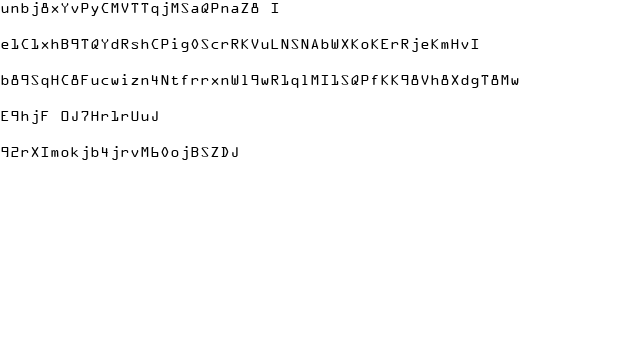 unbj8xYvPyCMVTTqjMSaQPnaZ8 I
e1C1xhB9TQYdRshCPig0ScrRKVuLNSNAbWXKoKErRjeKmHvI
b89SqHC8Fucwizn4NtfrrxnWl9wR1qlMI1SQPfKK98Vh8XdgT8Mw
E9hjF OJ7Hr1rUuJ
92rXImokjb4jrvM60ojBSZDJ